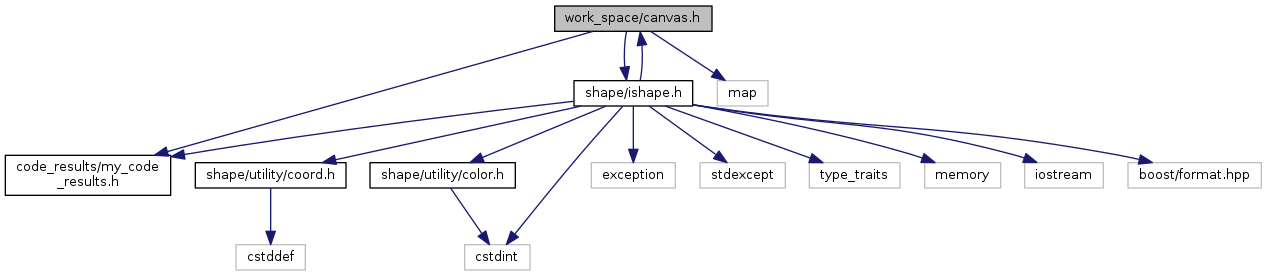 work_space/canvas.h
shape/ishape.h
map
code_results/my_code
_results.h
shape/utility/coord.h
shape/utility/color.h
exception
stdexcept
type_traits
memory
iostream
boost/format.hpp
cstddef
cstdint